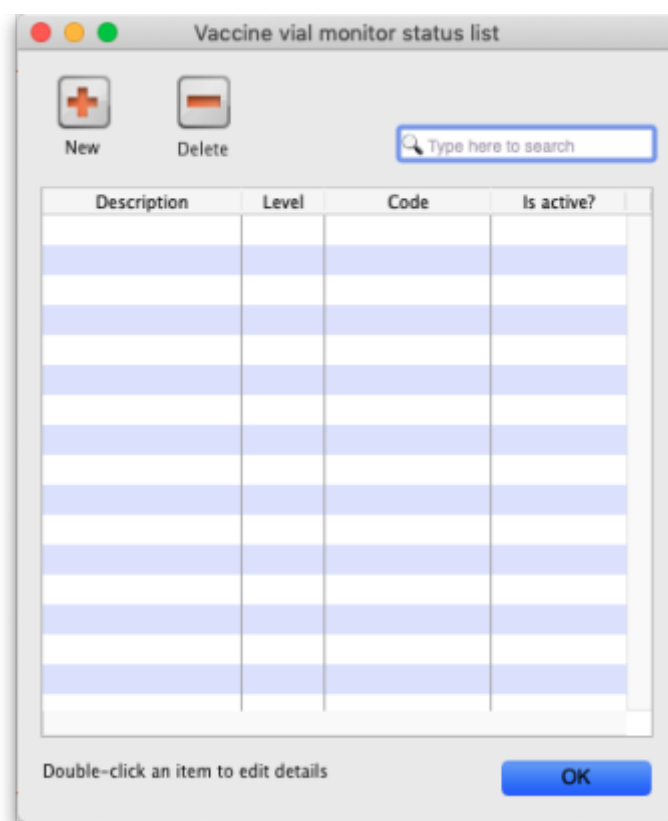 Vaccine vial monitor status list
New Delete
Type here to search
Description Level Code Is active?
Double-click an item to edit details
OK